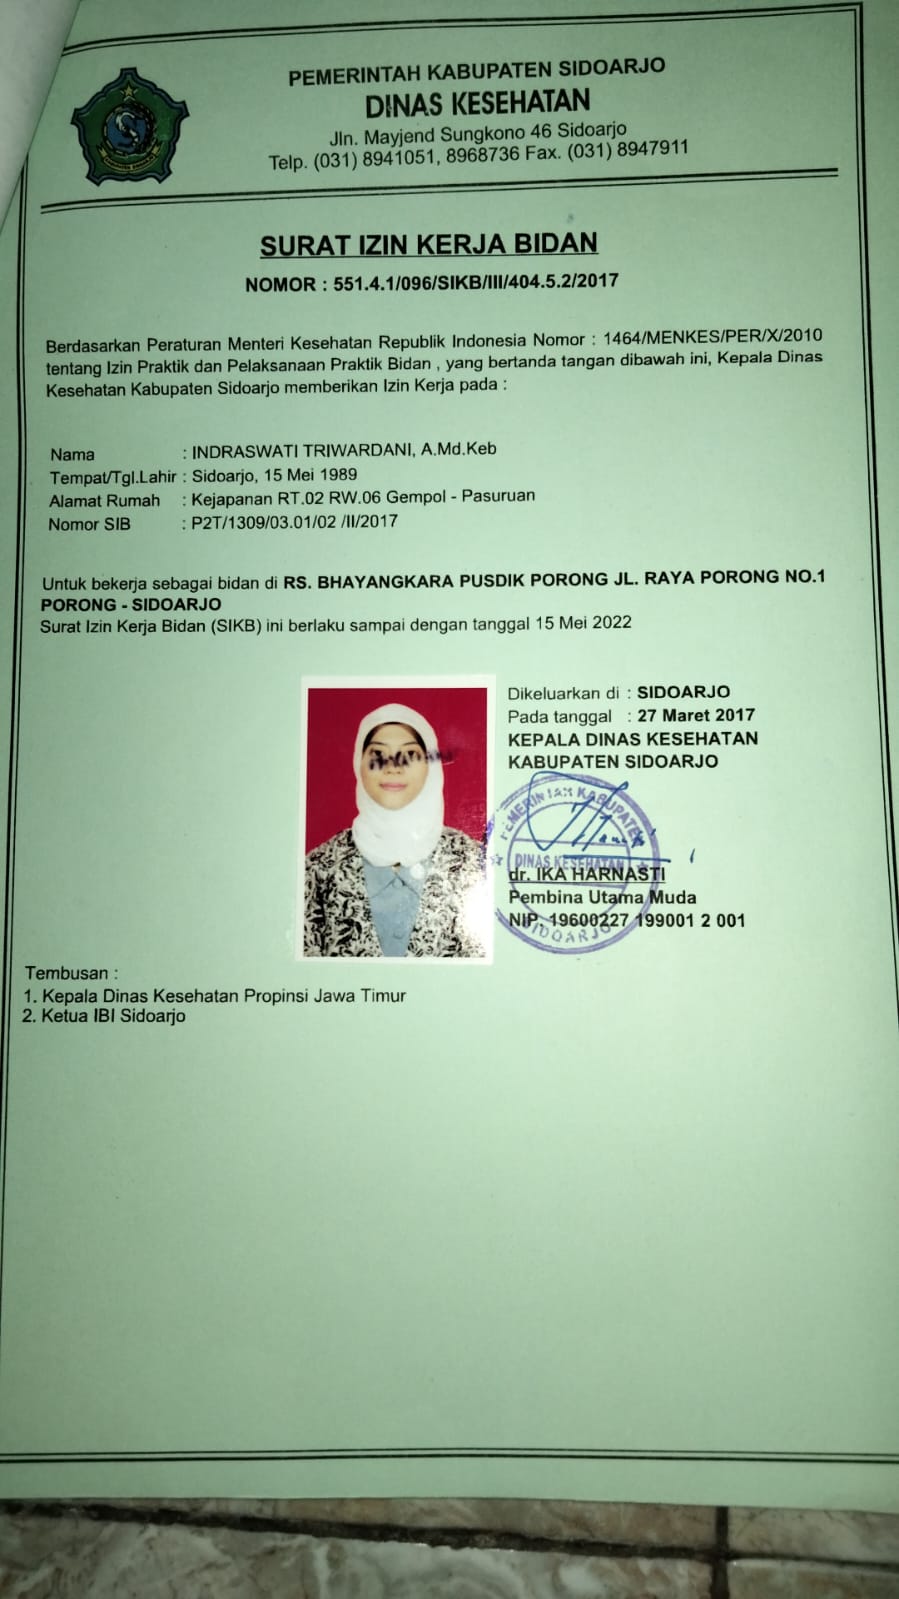 PEMERINTAH KABUPATEN SIDOARJO
DINAS KESEHATAN
Jln. Mayjend Sungkono 46 Sidoarjo
Telp. (031) 8941051, 8968736 Fax. (031) 8947911
SURAT IZIN KERJA BIDAN
NOMOR : 551.4.1/096/SIKB/III/404.5.2/2017
Berdasarkan Peraturan Menteri Kesehatan Republik Indonesia Nomor : 1464/MENKES/PER/X/2010
tentang Izin Praktik dan Pelaksanaan Praktik Bidan , yang bertanda tangan dibawah ini, Kepala Dinas
Kesehatan Kabupaten Sidoarjo memberikan Izin Kerja pada :
Nama : INDRASWATI TRIWARDANI, A.Md.Keb
Tempat/Tgl.Lahir : Sidoarjo, 15 Mei 1989
Alamat Rumah : Kejapanan RT.02 RW.06 Gempol - Pasuruan
Nomor SIB : P2T/1309/03.01/02 /II/2017
Untuk bekerja sebagai bidan di RS. BHAYANGKARA PUSDIK PORONG JL. RAYA PORONG NO.1
PORONG - SIDOARJO
Surat Izin Kerja Bidan (SIKB) ini berlaku sampai dengan tanggal 15 Mei 2022
Dikeluarkan di : SIDOARJO
Pada tanggal : 27 Maret 2017
KEPALA DINAS KESEHATAN
KABUPATEN SIDOARJO
PEMERINTAH KABUPATEN
DINAS KESEHATAN
SIDOARJO
dr. IKA HARNASTI
Pembina Utama Muda
NIP. 19600227 199001 2 001
Tembusan :
1. Kepala Dinas Kesehatan Propinsi Jawa Timur
2. Ketua IBI Sidoarjo